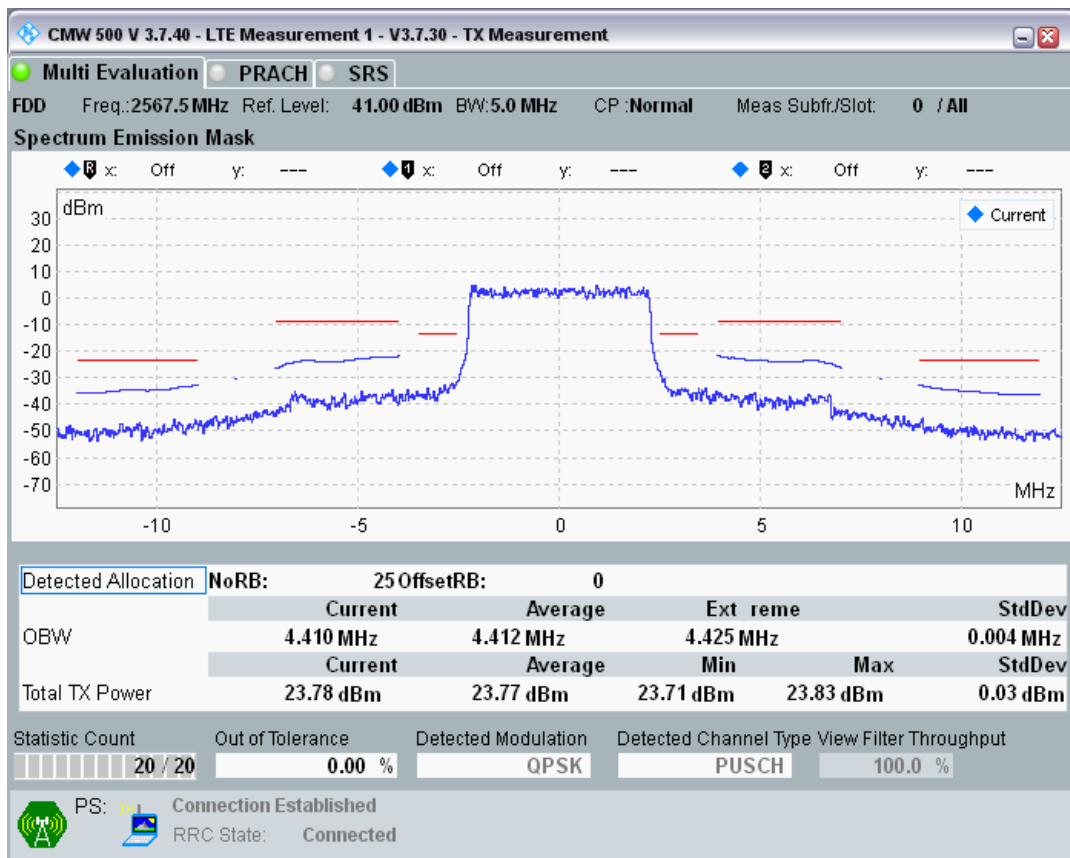 CMW 500 V 3.7.40 - LTE Measurement 1 - V3.7.30 - TX Measurement
Multi Evaluation PRACH SRS
FDD Freq.:2567.5 MHz Ref. Level: 41.00 dBm BW:5.0 MHz CP :Normal Meas Subfr./Slot: 0 / All
Spectrum Emission Mask
R x: Off y: --- 1 x: Off y: --- 2 x: Off y: ---
dBm
Current
30
20
10
0
-10
-20
-30
-40
-50
-60
-70
MHz
-10 -5 0 5 10
Detected Allocation NoRB: 25 OffsetRB: 0
Current Average Ext reme StdDev
OBW 4.410 MHz 4.412 MHz 4.425 MHz 0.004 MHz
Current Average Min Max StdDev
Total TX Power 23.78 dBm 23.77 dBm 23.71 dBm 23.83 dBm 0.03 dBm
Statistic Count Out of Tolerance Detected Modulation Detected Channel Type View Filter Throughput
20 / 20 0.00 % QPSK PUSCH 100.0 %
PS: Connection Established
RRC State: Connected